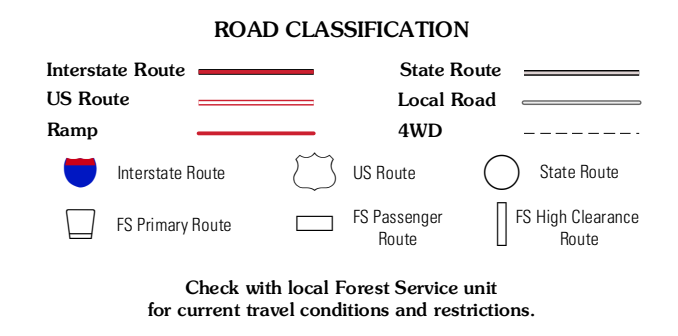 ROAD CLASSIFICATION
Interstate Route
State Route
US Route
Local Road
Ramp
4WD
Interstate Route
US Route
State Route
FS Primary Route
FS Passenger
Route
FS High Clearance
Route
Check with local Forest Service unit
for current travel conditions and restrictions.